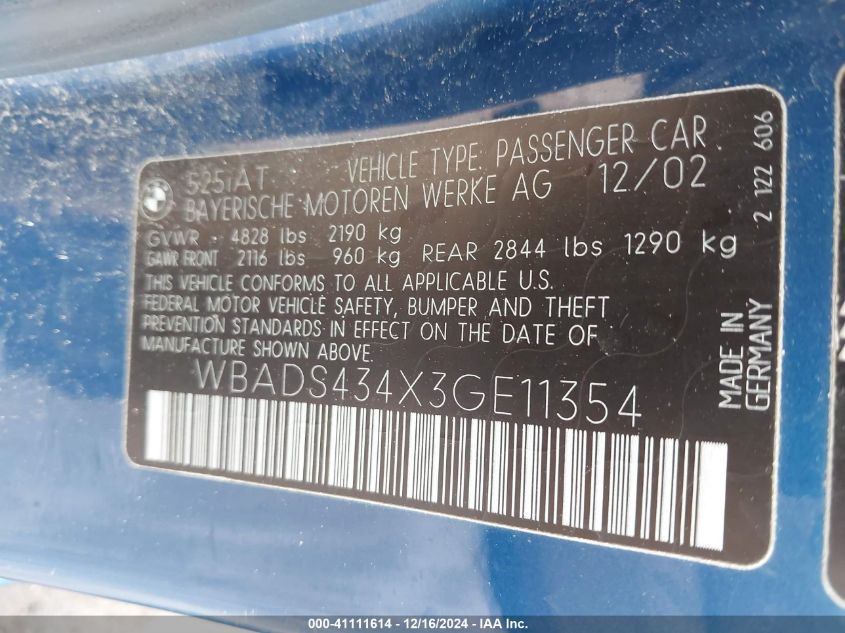 BMW
525iAT VEHICLE TYPE PASSENGER CAR
BAYERISCHE MOTOREN WERKE AG 12/02
GVWR - 4828 lbs 2190 kg
GAWR FRONT 2116 lbs 960 kg REAR 2844 lbs 1290 kg
THIS VEHICLE CONFORMS TO ALL APPLICABLE U.S.
FEDERAL MOTOR VEHICLE SAFETY, BUMPER AND THEFT
PREVENTION STANDARDS IN EFFECT ON THE DATE OF
MANUFACTURE SHOWN ABOVE.
WBADS434X3GE11354
2 122 606
MADE IN
GERMANY
000-41111614 - 12/16/2024 - IAA, Inc.